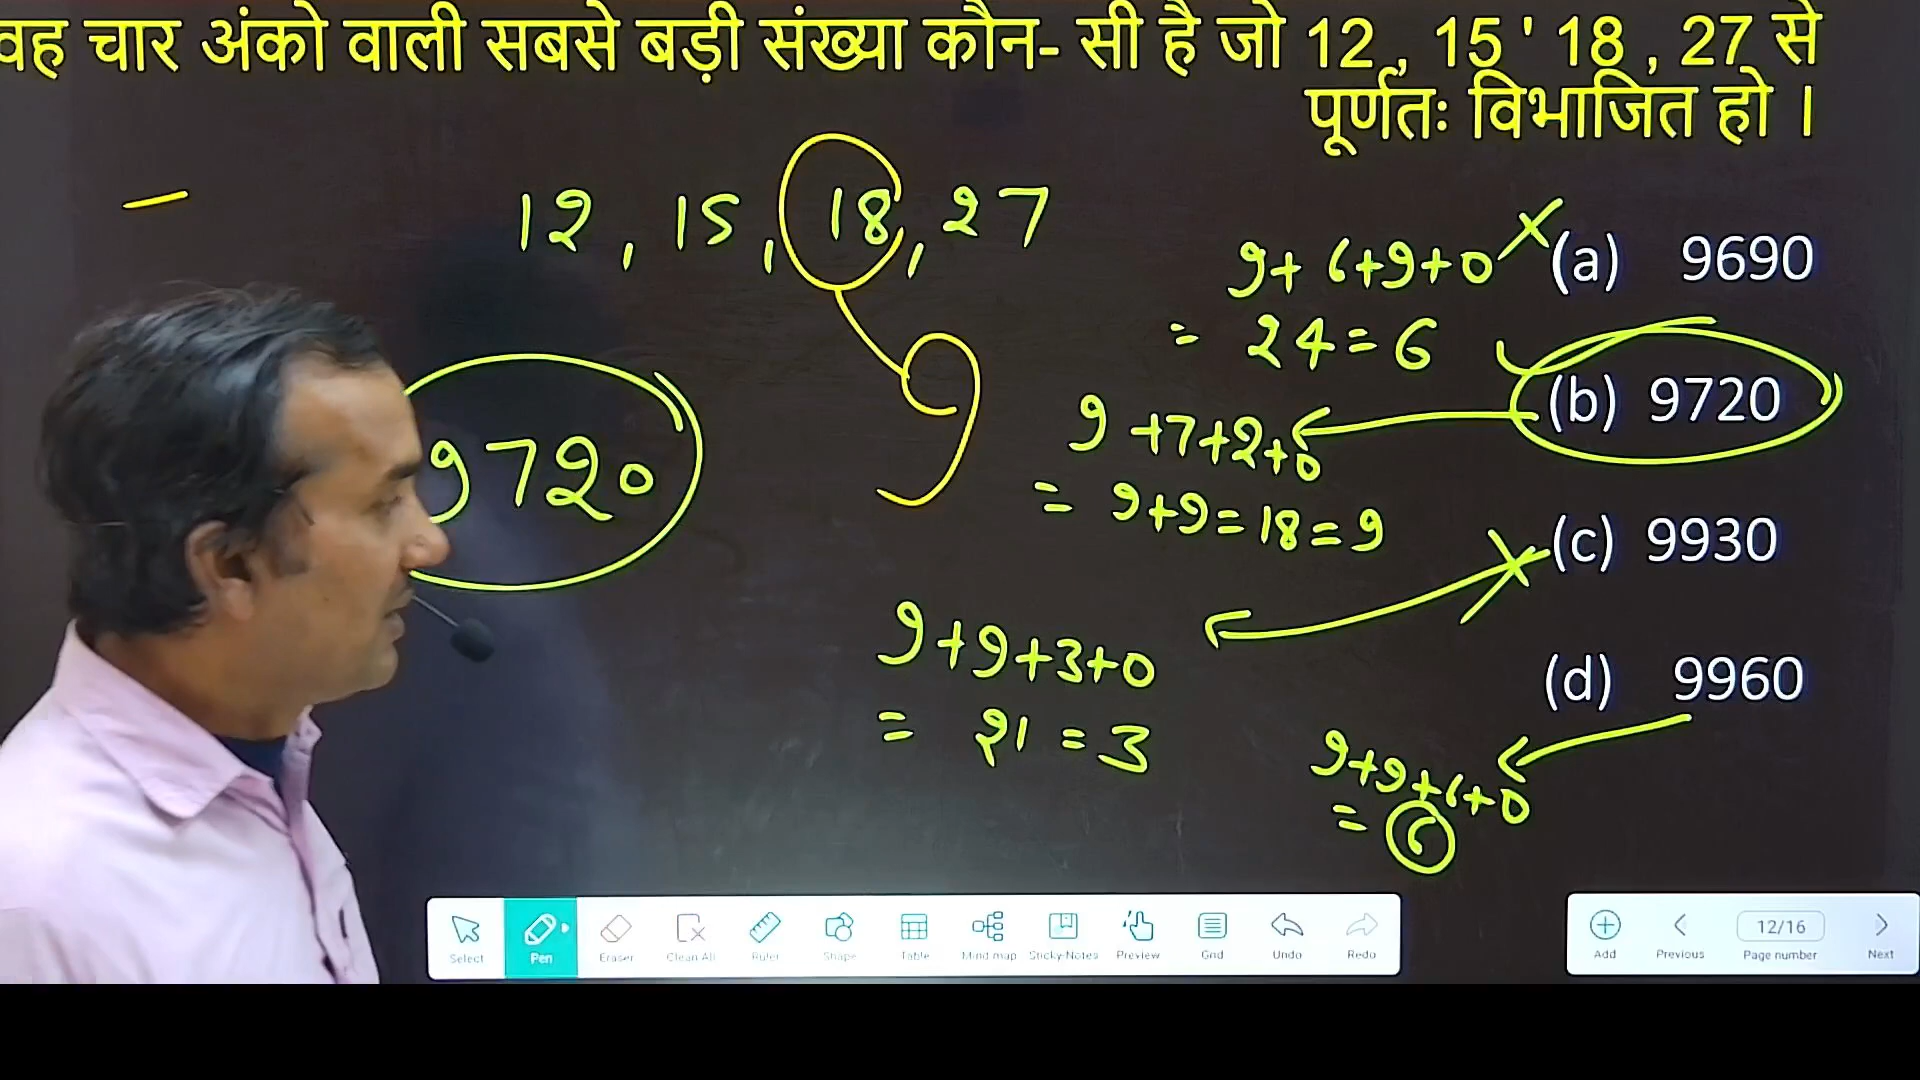 वह चार अंको वाली सबसे बड़ी संख्या कौन- सी है जो 12 , 15 ' 18 , 27 से
पूर्णतः विभाजित हो ।
12 , 15 , 18 , 27
9
9720
(a) 9690
9 + 6 + 9 + 0
= 24 = 6
(b) 9720
9 + 7 + 2 + 0
= 9 + 9 = 18 = 9
(c) 9930
9 + 9 + 3 + 0
= 21 = 3
(d) 9960
9 + 9 + 6 + 0
= 6
Select Pen Eraser Clean All Ruler Shape Table Mind map Sticky-Notes Preview Grid Undo Redo
Add Previous 12/16 Page number Next